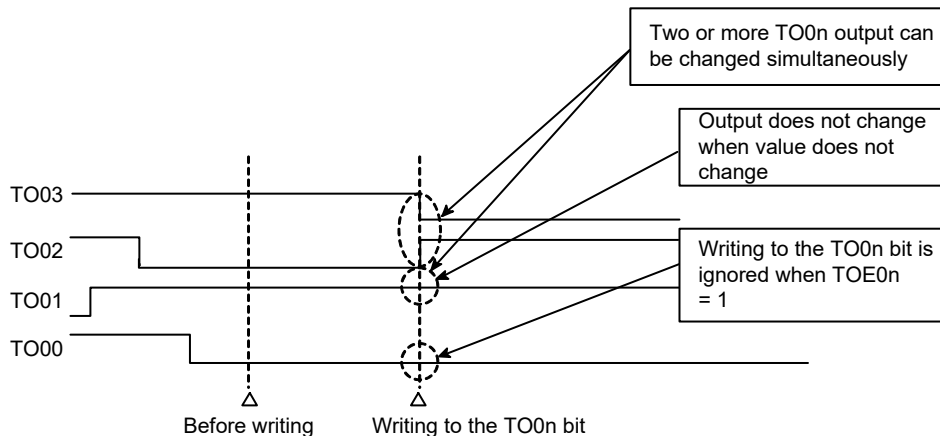 Two or more TO0n output can
be changed simultaneously
Output does not change
when value does not
change
TO03
TO02
Writing to the TO0n bit is
ignored when TOE0n
= 1
TO01
TO00
Before writing
Writing to the TO0n bit